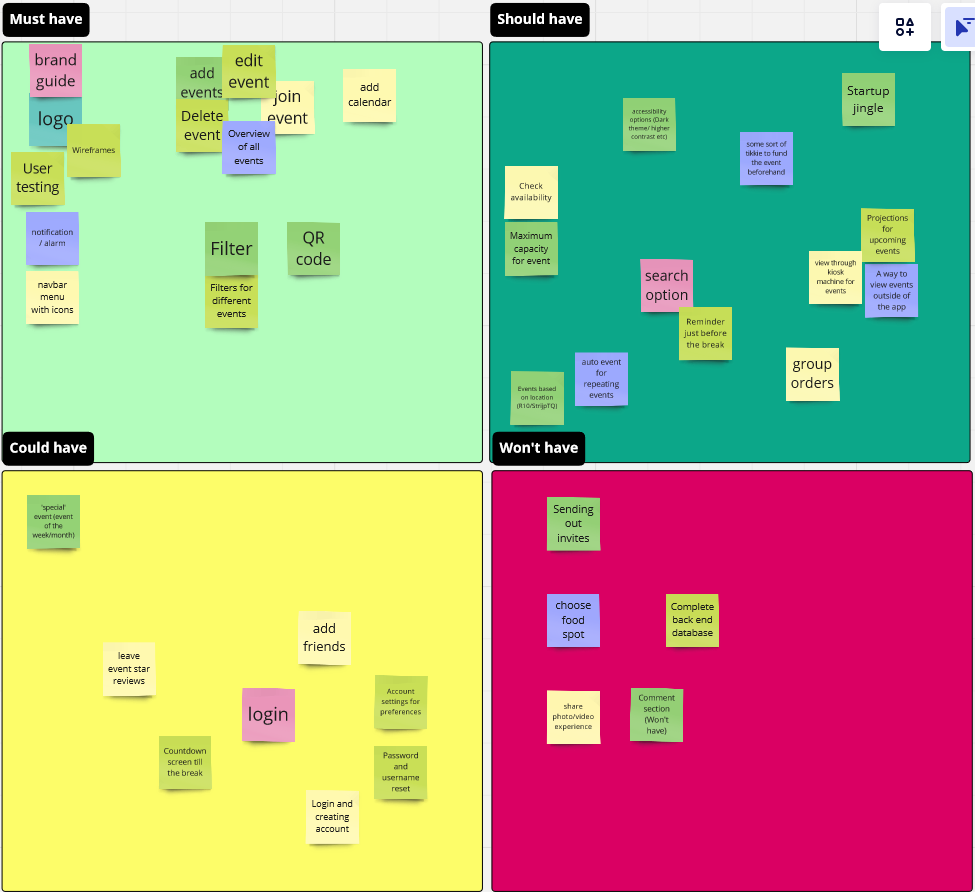 Must have
brand
guide
logo
Wireframes
User
testing
notification
/ alarm
navbar
menu
with icons
add
events
edit
event
Delete
event
join
event
Overview
of all
events
add
calendar
Filter
Filters for
different
events
QR
code
Should have
Startup
jingle
accessibility
options (Dark
theme/ higher
contrast etc)
some sort of
tikkie to fund
the event
beforehand
Check
availability
Maximum
capacity
for event
Projections
for
upcoming
events
view through
kiosk
machine for
events
A way to
view events
outside of
the app
search
option
Reminder
just before
the break
auto event
for
repeating
events
group
orders
Events based
on location
(R10/StrijpTQ)
Could have
'special'
event (event
of the
week/month)
add
friends
leave
event star
reviews
login
Account
settings for
preferences
Countdown
screen till
the break
Password
and
username
reset
Login and
creating
account
Won't have
Sending
out
invites
choose
food
spot
Complete
back end
database
share
photo/video
experience
Comment
section
(Won't
have)